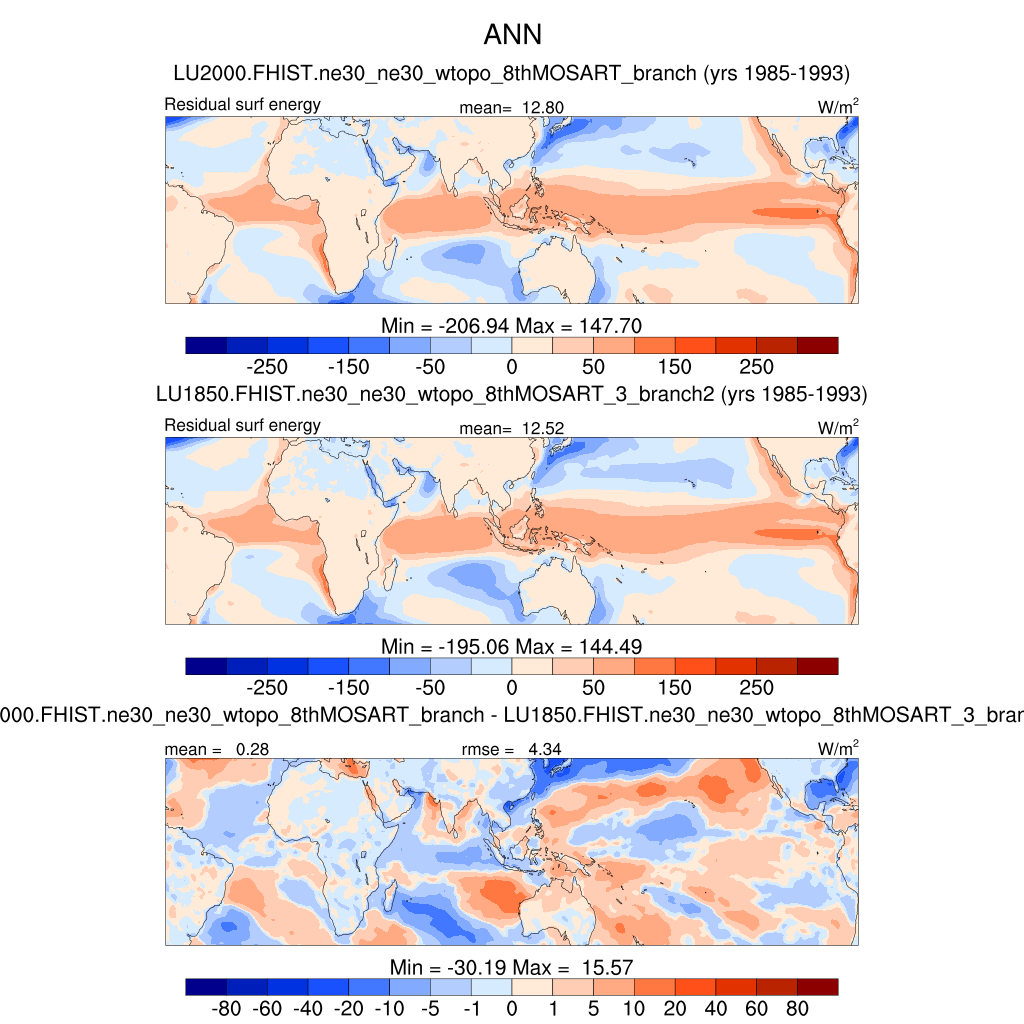 ANN
LU2000.FHIST.ne30_ne30_wtopo_8thMOSART_branch (yrs 1985-1993)
Residual surf energy mean= 12.80 W/m²
Min = -206.94 Max = 147.70
-250 -150 -50 0 50 150 250
LU1850.FHIST.ne30_ne30_wtopo_8thMOSART_3_branch2 (yrs 1985-1993)
Residual surf energy mean= 12.52 W/m²
Min = -195.06 Max = 144.49
-250 -150 -50 0 50 150 250
000.FHIST.ne30_ne30_wtopo_8thMOSART_branch - LU1850.FHIST.ne30_ne30_wtopo_8thMOSART_3_bran
mean = 0.28 rmse = 4.34 W/m²
Min = -30.19 Max = 15.57
-80 -60 -40 -20 -10 -5 -1 0 1 5 10 20 40 60 80